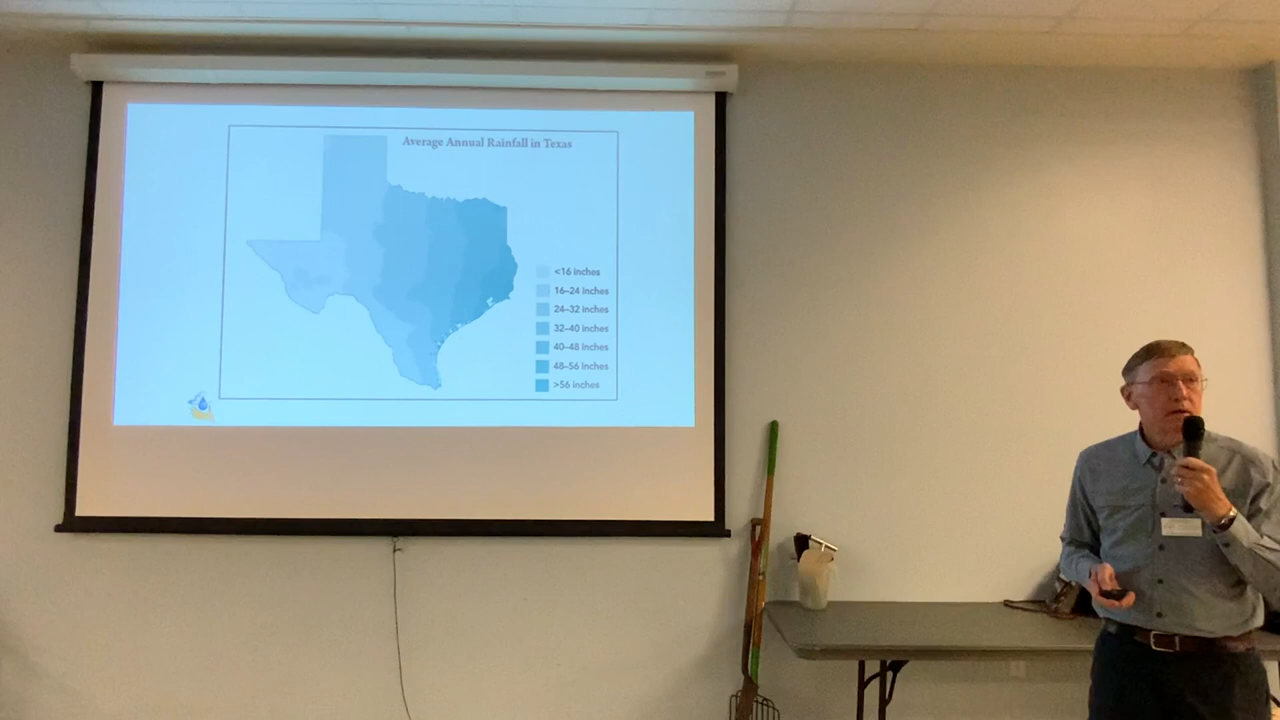 Average Annual Rainfall in Texas
<16 inches
16–24 inches
24–32 inches
32–40 inches
40–48 inches
48–56 inches
>56 inches